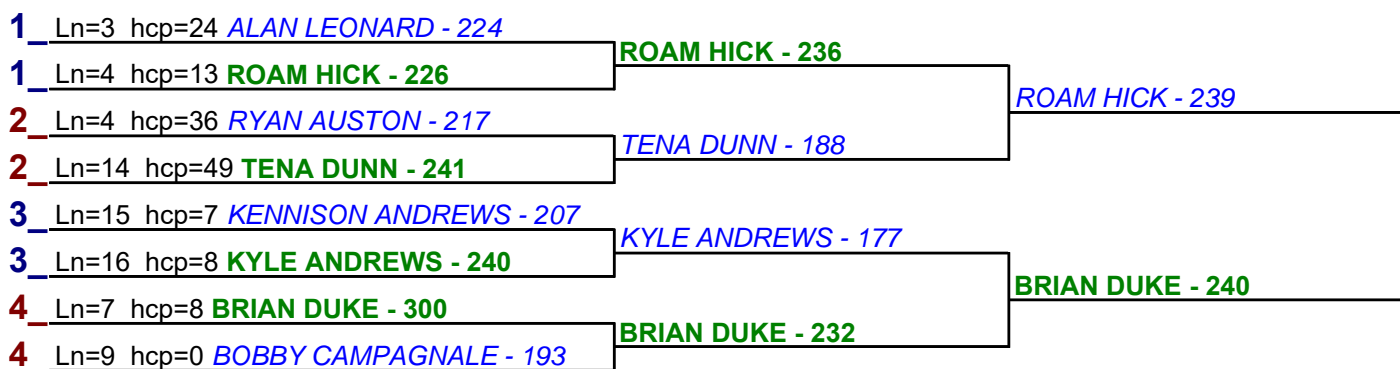 1_ Ln=3 hcp=24 ALAN LEONARD - 224
ROAM HICK - 236
1_ Ln=4 hcp=13 ROAM HICK - 226
ROAM HICK - 239
2_ Ln=4 hcp=36 RYAN AUSTON - 217
TENA DUNN - 188
2_ Ln=14 hcp=49 TENA DUNN - 241
3_ Ln=15 hcp=7 KENNISON ANDREWS - 207
KYLE ANDREWS - 177
3_ Ln=16 hcp=8 KYLE ANDREWS - 240
BRIAN DUKE - 240
4_ Ln=7 hcp=8 BRIAN DUKE - 300
BRIAN DUKE - 232
4 Ln=9 hcp=0 BOBBY CAMPAGNALE - 193